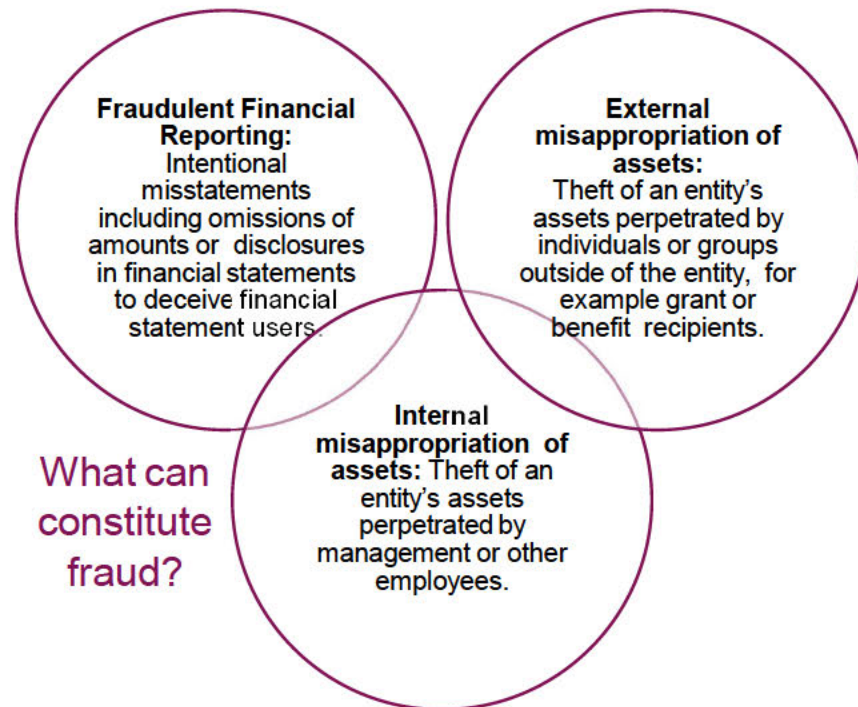 Fraudulent Financial
Reporting:
Intentional
misstatements
including omissions of
amounts or disclosures
in financial statements
to deceive financial
statement users.
External
misappropriation of
assets:
Theft of an entity’s
assets perpetrated by
individuals or groups
outside of the entity, for
example grant or
benefit recipients.
Internal
misappropriation of
assets: Theft of an
entity’s assets
perpetrated by
management or other
employees.
What can
constitute
fraud?